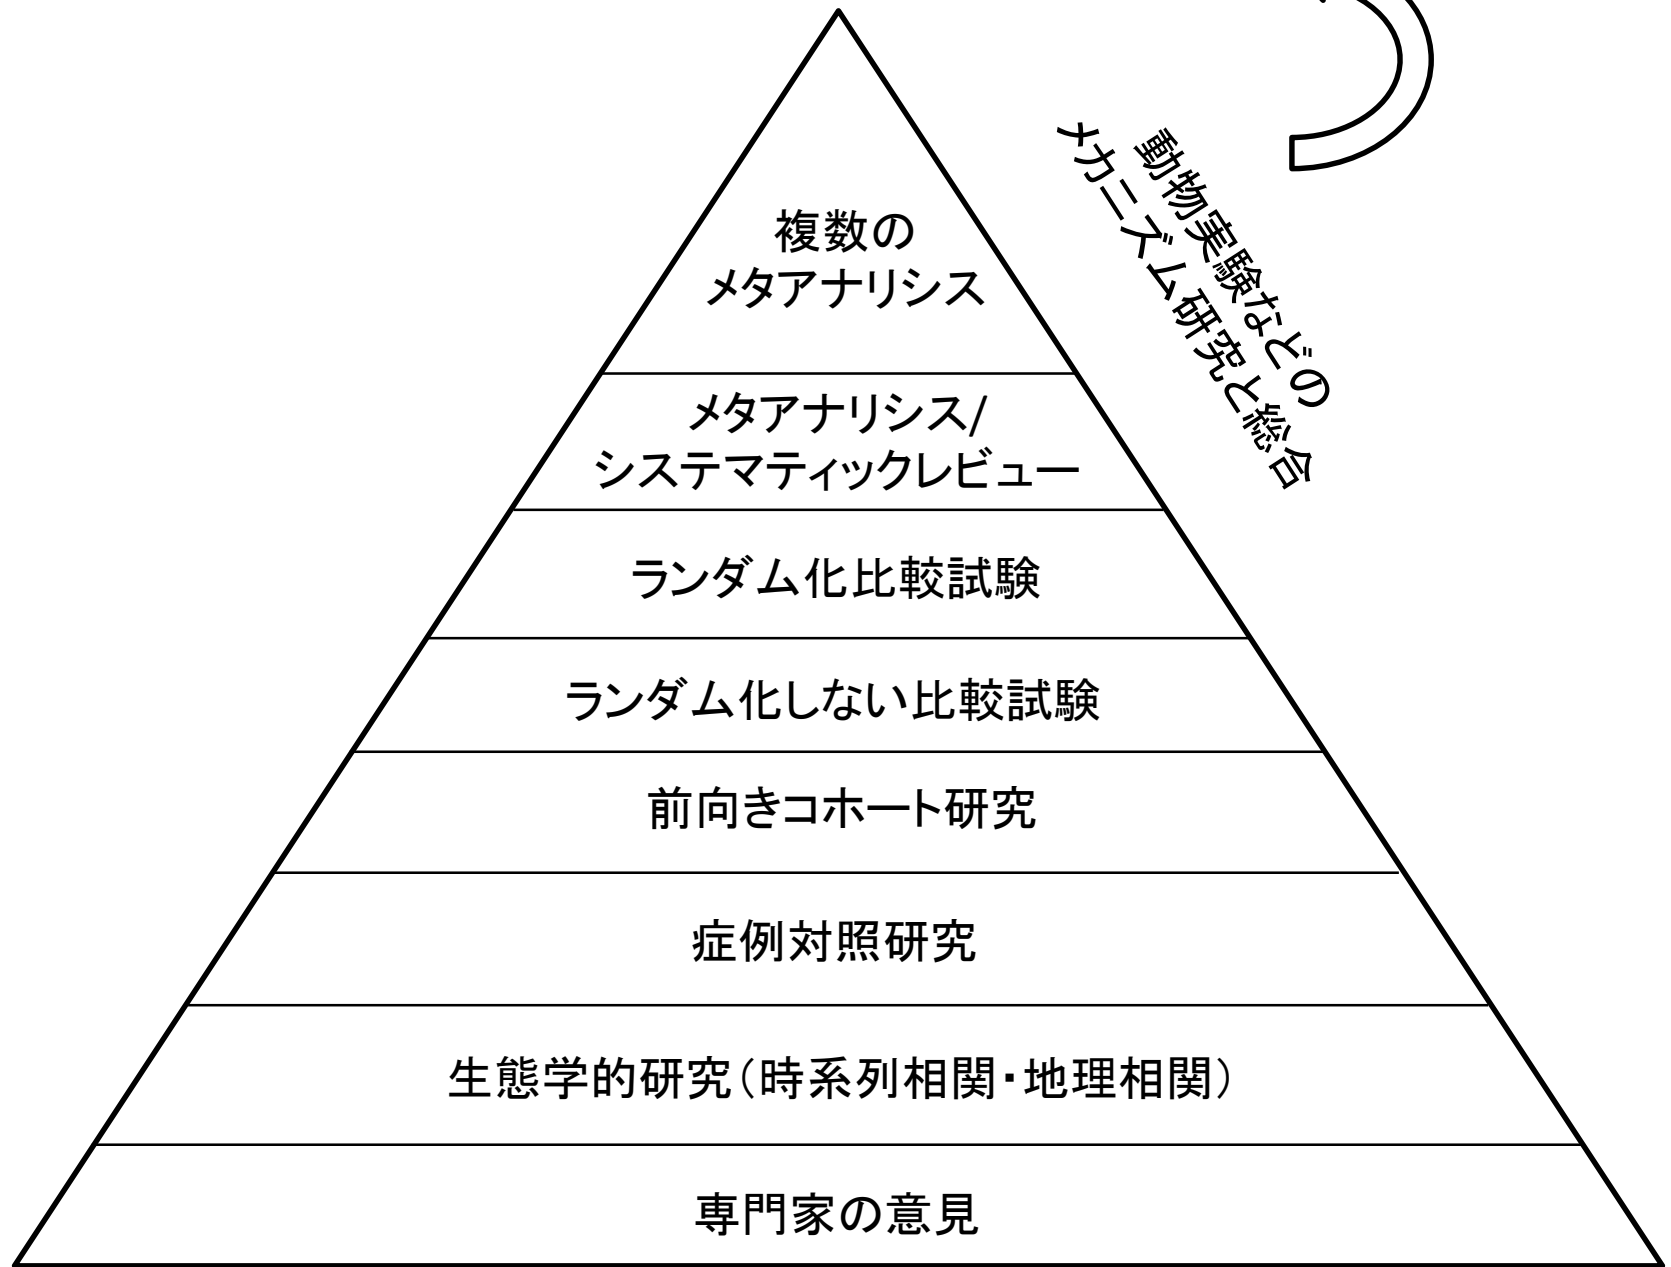 複数の
メタアナリシス
メタアナリシス/
システマティックレビュー
ランダム化比較試験
ランダム化しない比較試験
前向きコホート研究
症例対照研究
生態学的研究（時系列相関・地理相関）
専門家の意見
動物実験などの
メカニズム研究と総合